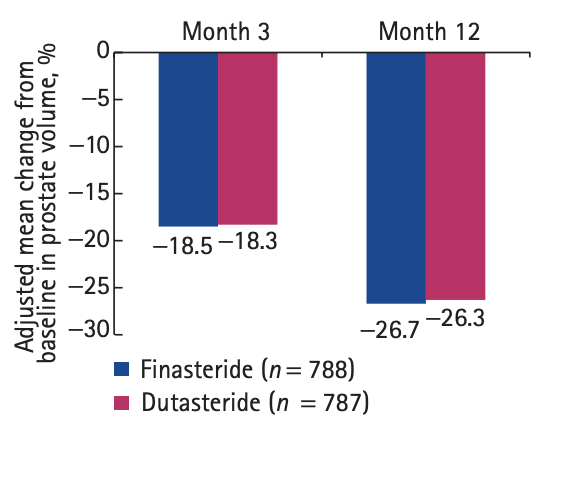 Month 3
Month 12
Adjusted mean change from
baseline in prostate volume, %
0
−5
−10
−15
−20
−25
−30
−18.5
−18.3
−26.7
−26.3
Finasteride (n = 788)
Dutasteride (n = 787)